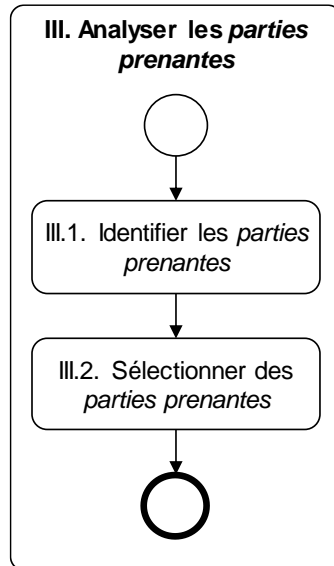 III. Analyser les parties
prenantes
III.1. Identifier les parties
prenantes
III.2. Sélectionner des
parties prenantes